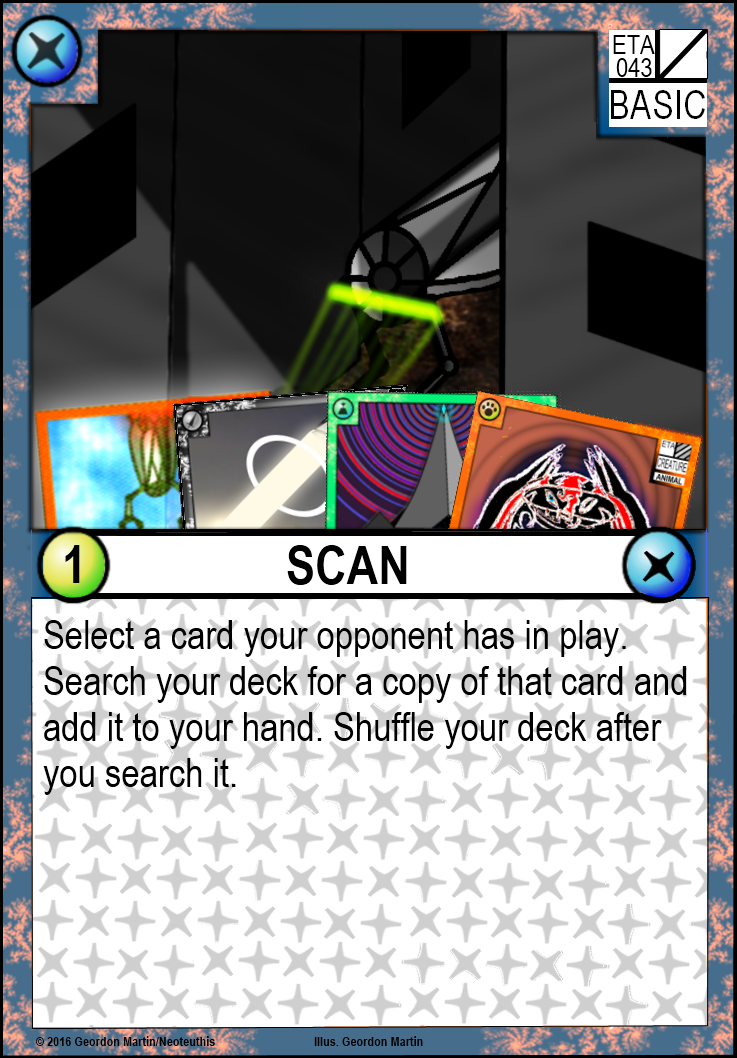 ETA
043
BASIC
ETA
CREATURE
ANIMAL
1
SCAN
Select a card your opponent has in play.
Search your deck for a copy of that card and
add it to your hand. Shuffle your deck after
you search it.
© 2016 Geordon Martin/Neoteuthis
Illus. Geordon Martin